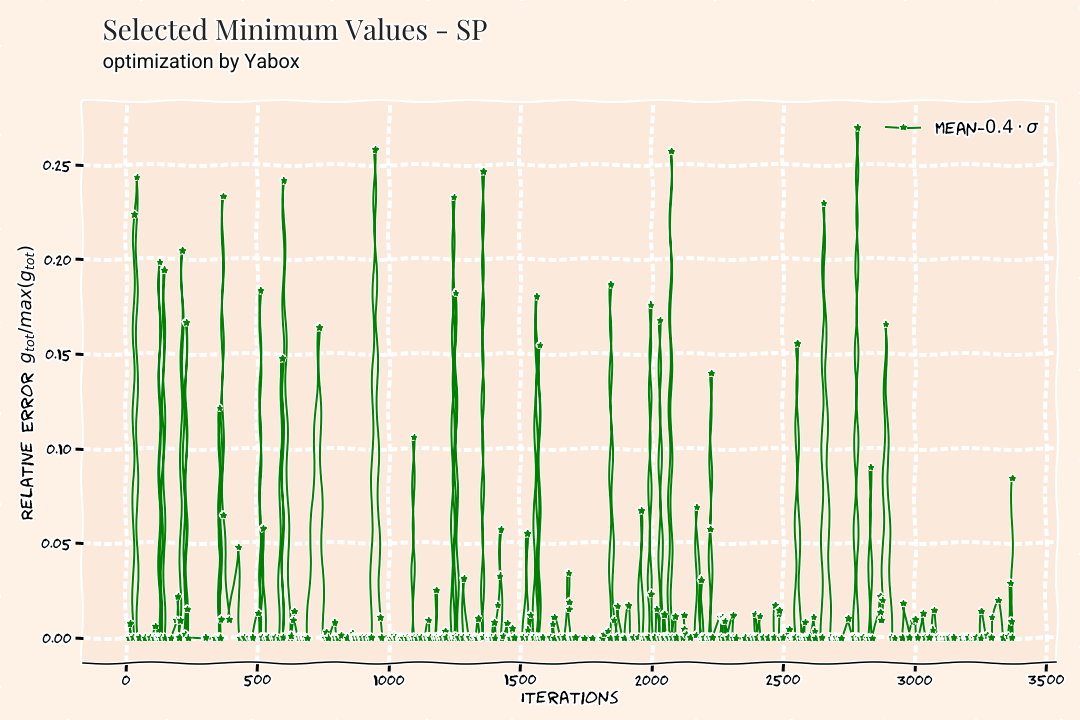 Selected Minimum Values - SP
optimization by Yabox
MEAN-0.4 · σ
0.25
0.20
0.15
0.10
0.05
0.00
RELATIVE ERROR g_tot/max(g_tot)
0 500 1000 1500 2000 2500 3000 3500
ITERATIONS